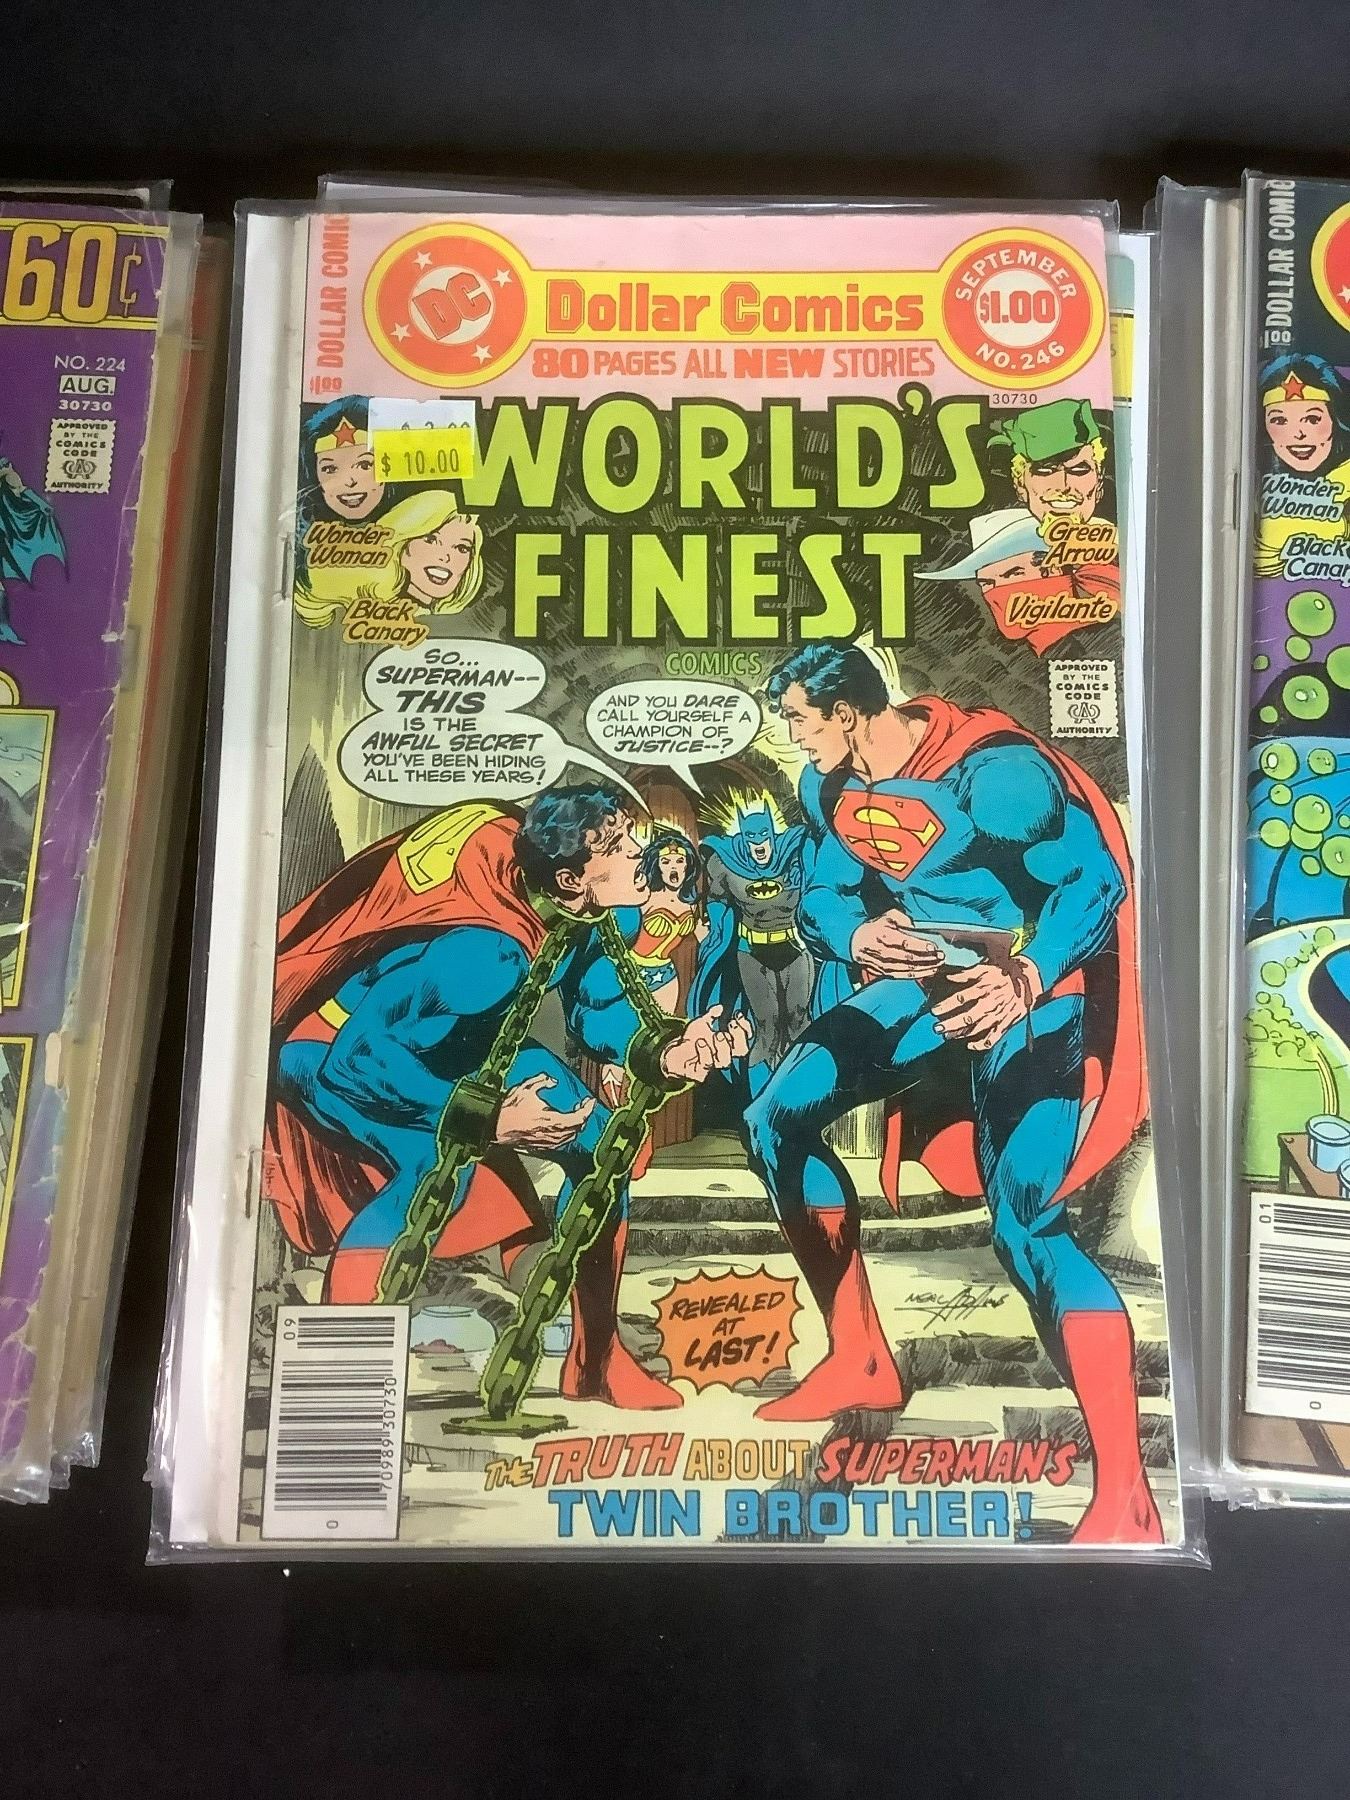 60¢
NO. 224
AUG.
30730
APPROVED
BY THE
COMICS
CODE
AUTHORITY
$1.00 DOLLAR COMIC
DC
Dollar Comics
80 PAGES ALL NEW STORIES
SEPTEMBER
$1.00
NO. 246
30730
$ 10.00
WORLD'S
FINEST
COMICS
Wonder
Woman
Black
Canary
Green
Arrow
Vigilante
APPROVED
BY THE
COMICS
CODE
AUTHORITY
SO...
SUPERMAN--
THIS
IS THE
AWFUL SECRET
YOU'VE BEEN HIDING
ALL THESE YEARS!
AND YOU DARE
CALL YOURSELF A
CHAMPION OF
JUSTICE--?
REVEALED
AT
LAST!
NEAL ADAMS
THE TRUTH ABOUT SUPERMAN'S
TWIN BROTHER!
09
70989 30730
0
$1.00 DOLLAR COMIC
Wonder
Woman
Black
01
0